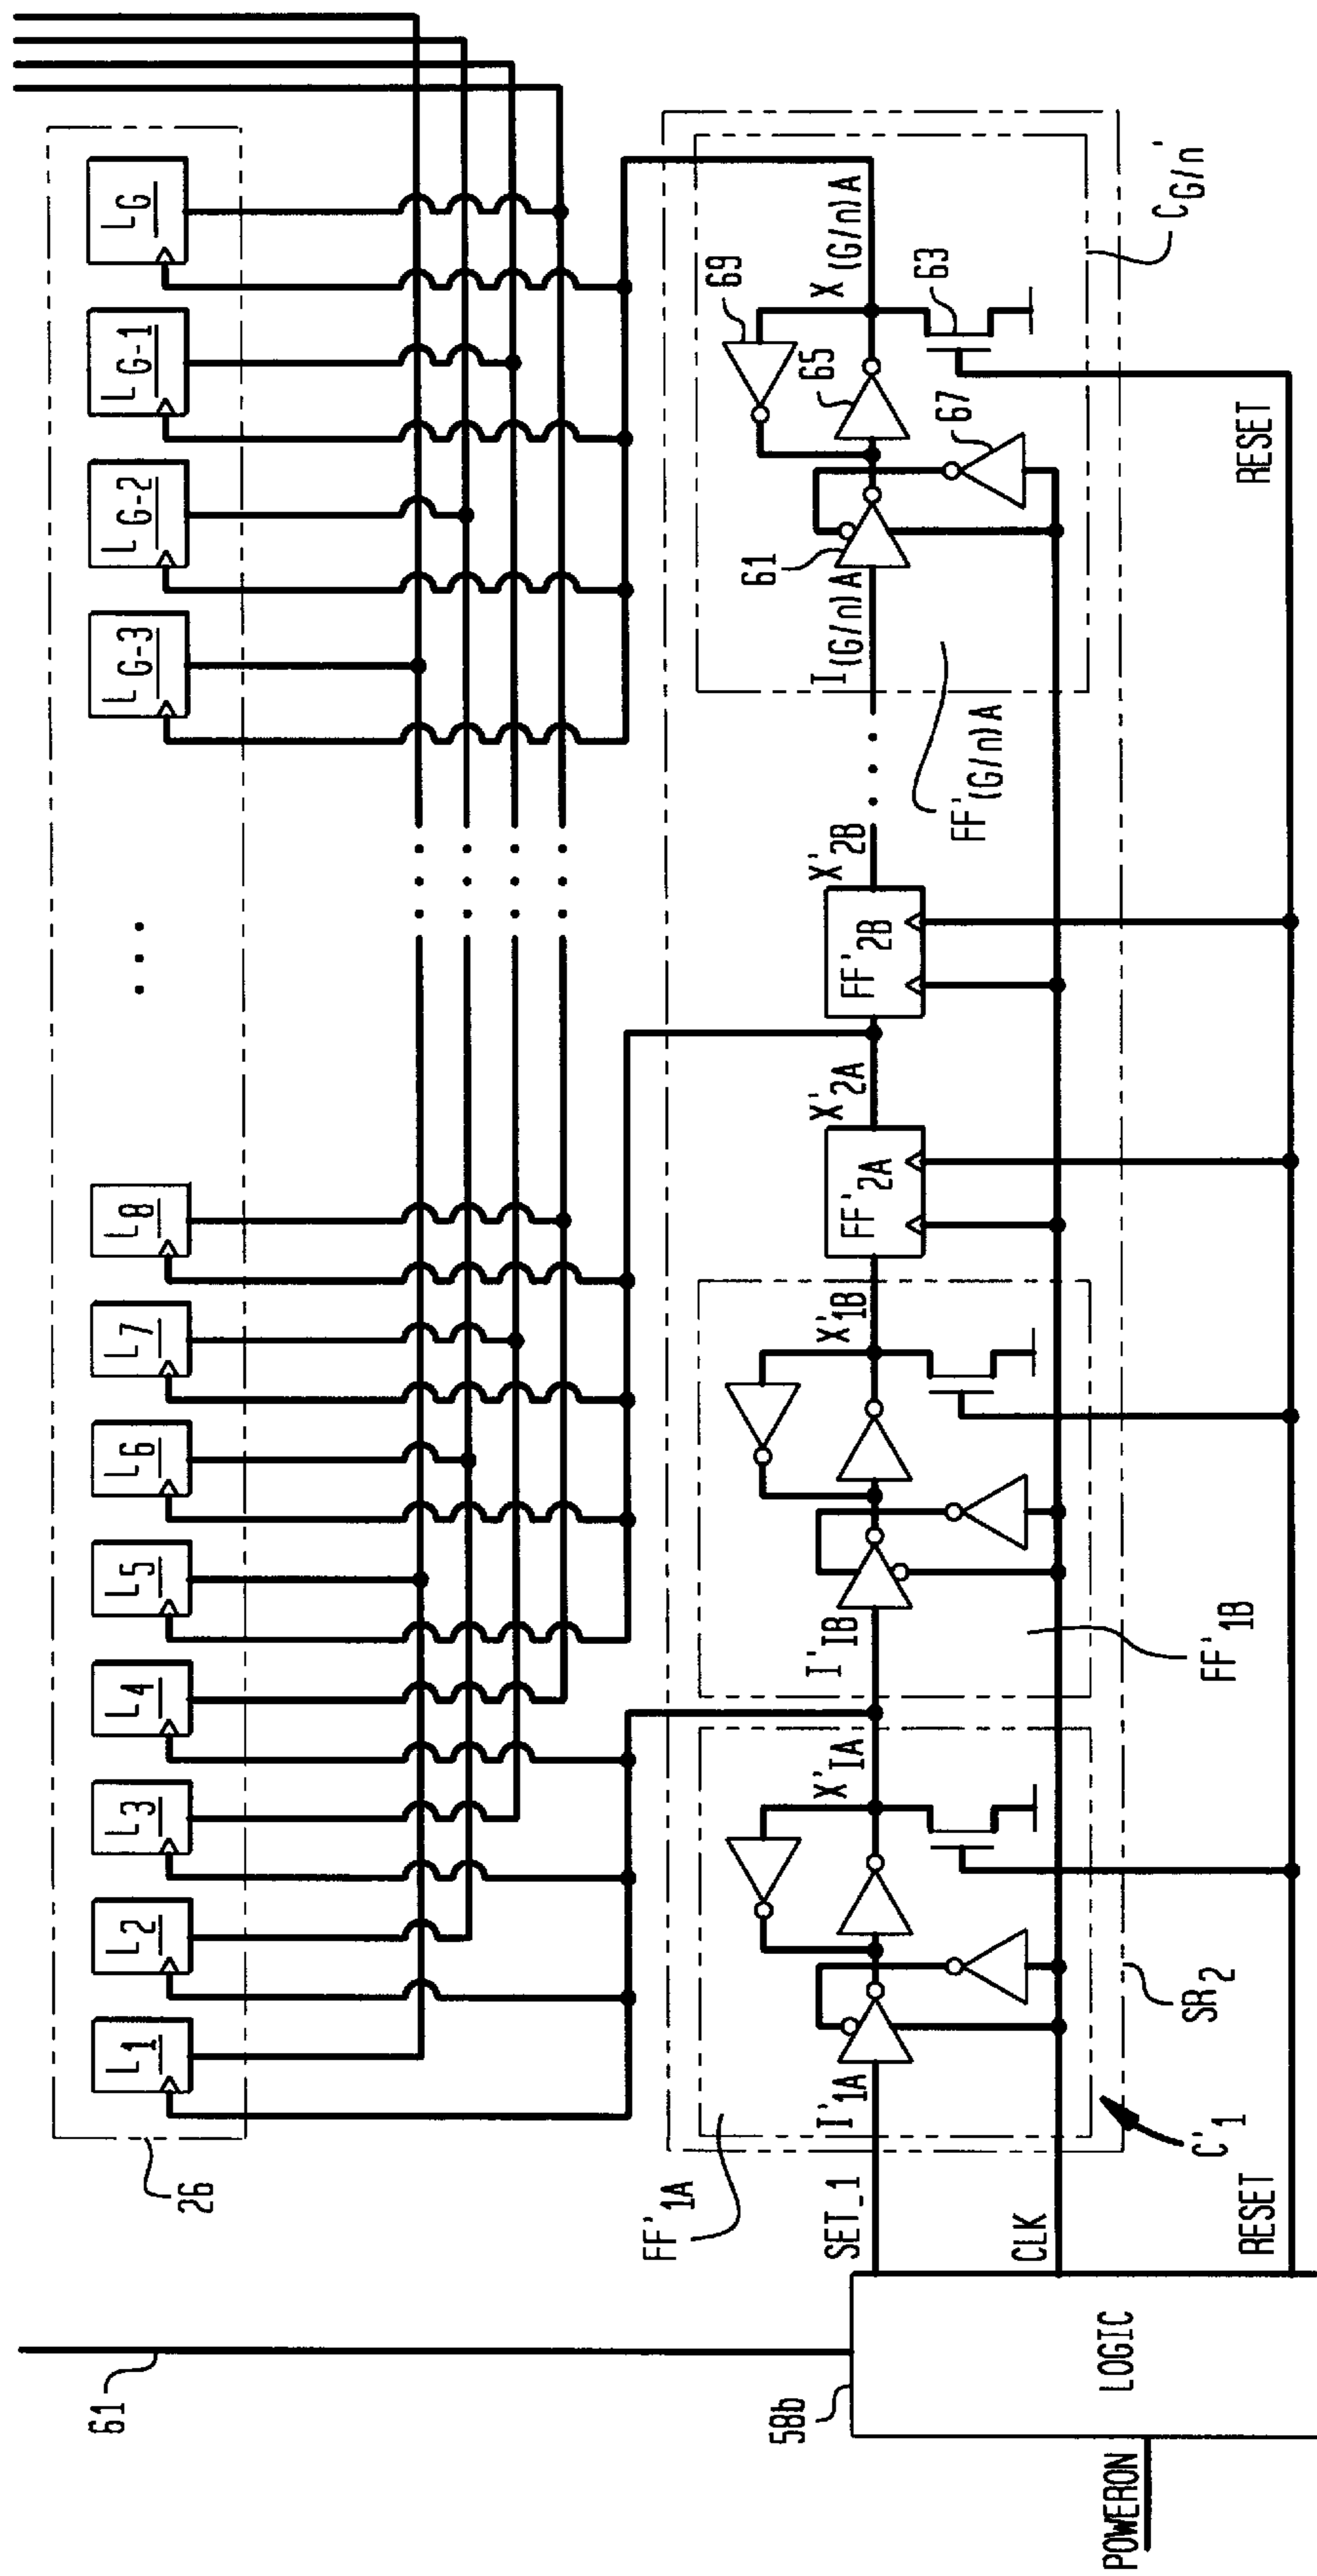 L1 L2 L3 L4 L5 L6 L7 L8 ... LG-3 LG-2 LG-1 LG
26
61
FF'1A
SET_1
I'1A
X'IA
I'IB
X'1B
FF'2A
X'2A
FF'2B
X'2B
...
I(G/n)A
61
65
69
X(G/n)A
67
63
FF'(G/n)A
CG/n'
CLK
C'1
SR2
FF'1B
RESET
RESET
58b
LOGIC
POWERON